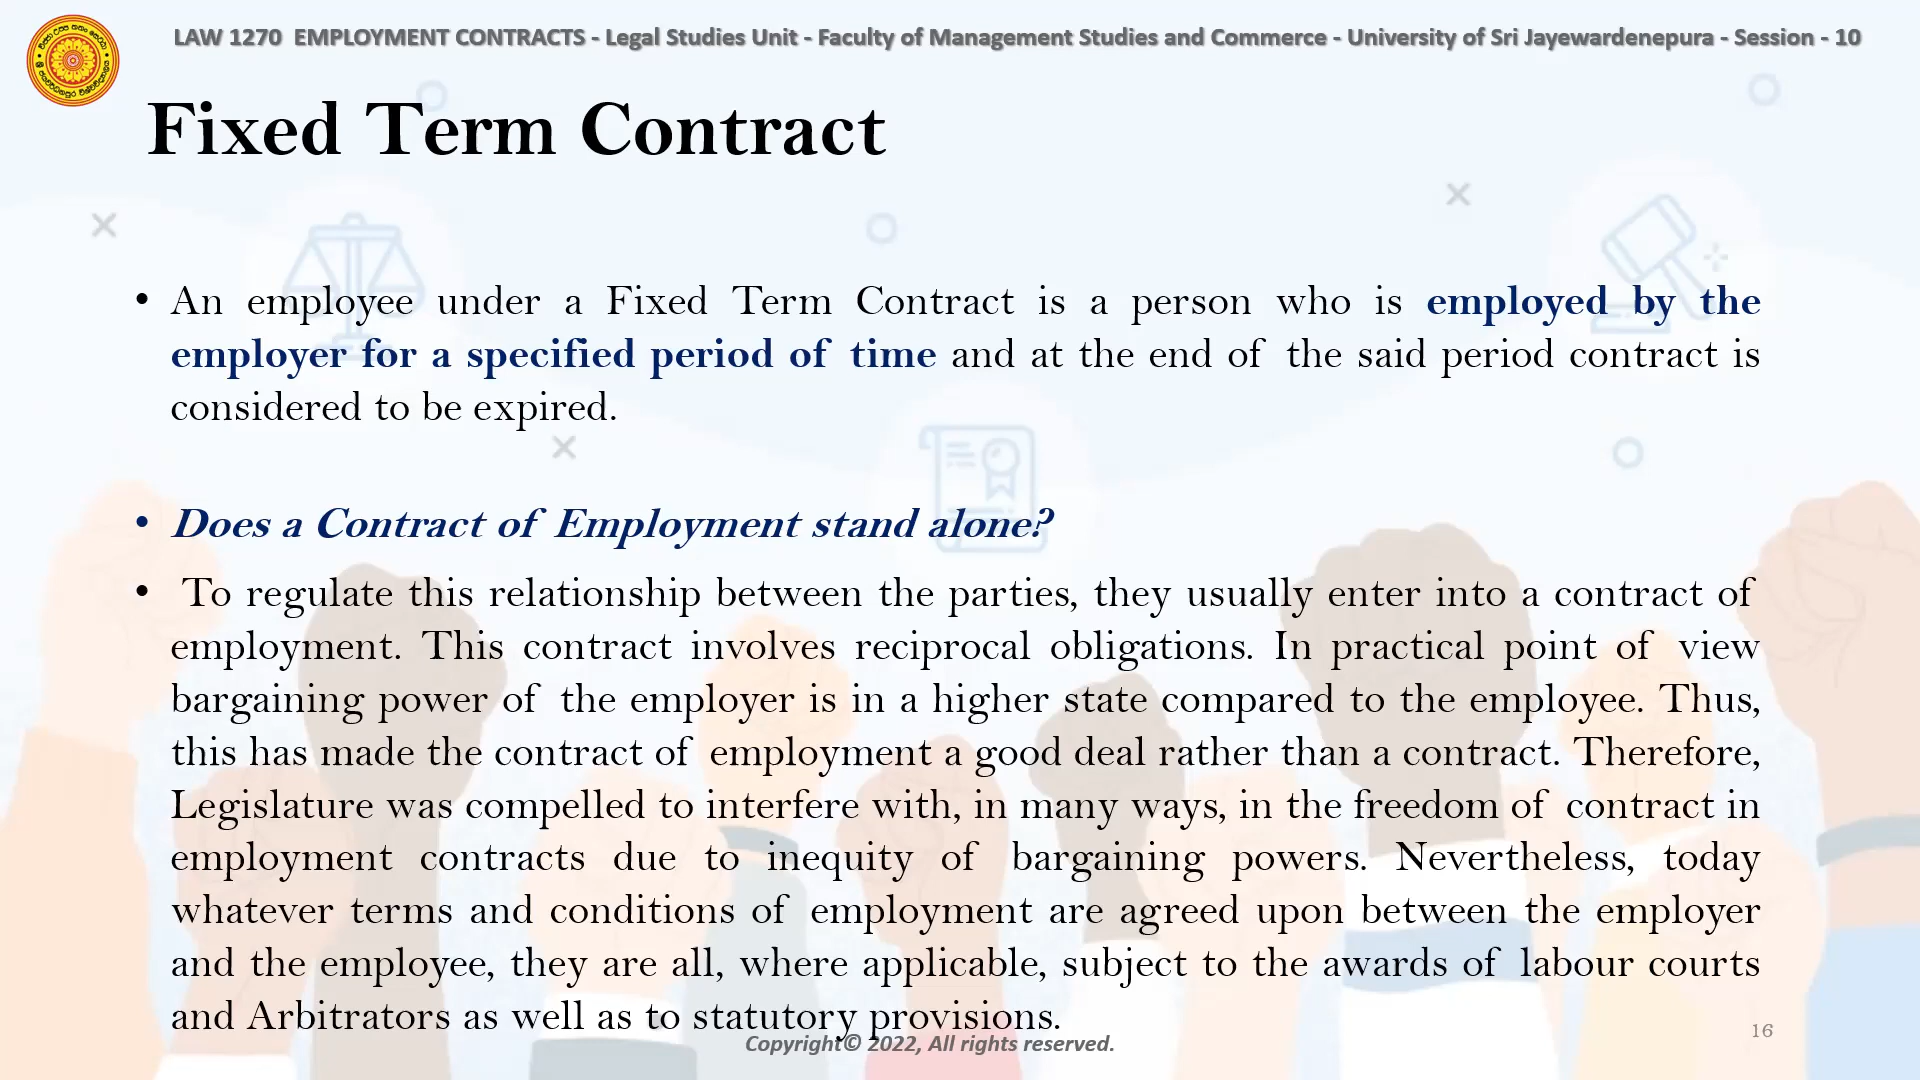 LAW 1270 EMPLOYMENT CONTRACTS - Legal Studies Unit - Faculty of Management Studies and Commerce - University of Sri Jayewardenepura - Session - 10
Fixed Term Contract
• An employee under a Fixed Term Contract is a person who is employed by the
employer for a specified period of time and at the end of the said period contract is
considered to be expired.
• Does a Contract of Employment stand alone?
• To regulate this relationship between the parties, they usually enter into a contract of
employment. This contract involves reciprocal obligations. In practical point of view
bargaining power of the employer is in a higher state compared to the employee. Thus,
this has made the contract of employment a good deal rather than a contract. Therefore,
Legislature was compelled to interfere with, in many ways, in the freedom of contract in
employment contracts due to inequity of bargaining powers. Nevertheless, today
whatever terms and conditions of employment are agreed upon between the employer
and the employee, they are all, where applicable, subject to the awards of labour courts
and Arbitrators as well as to statutory provisions.
Copyright© 2022, All rights reserved.
16